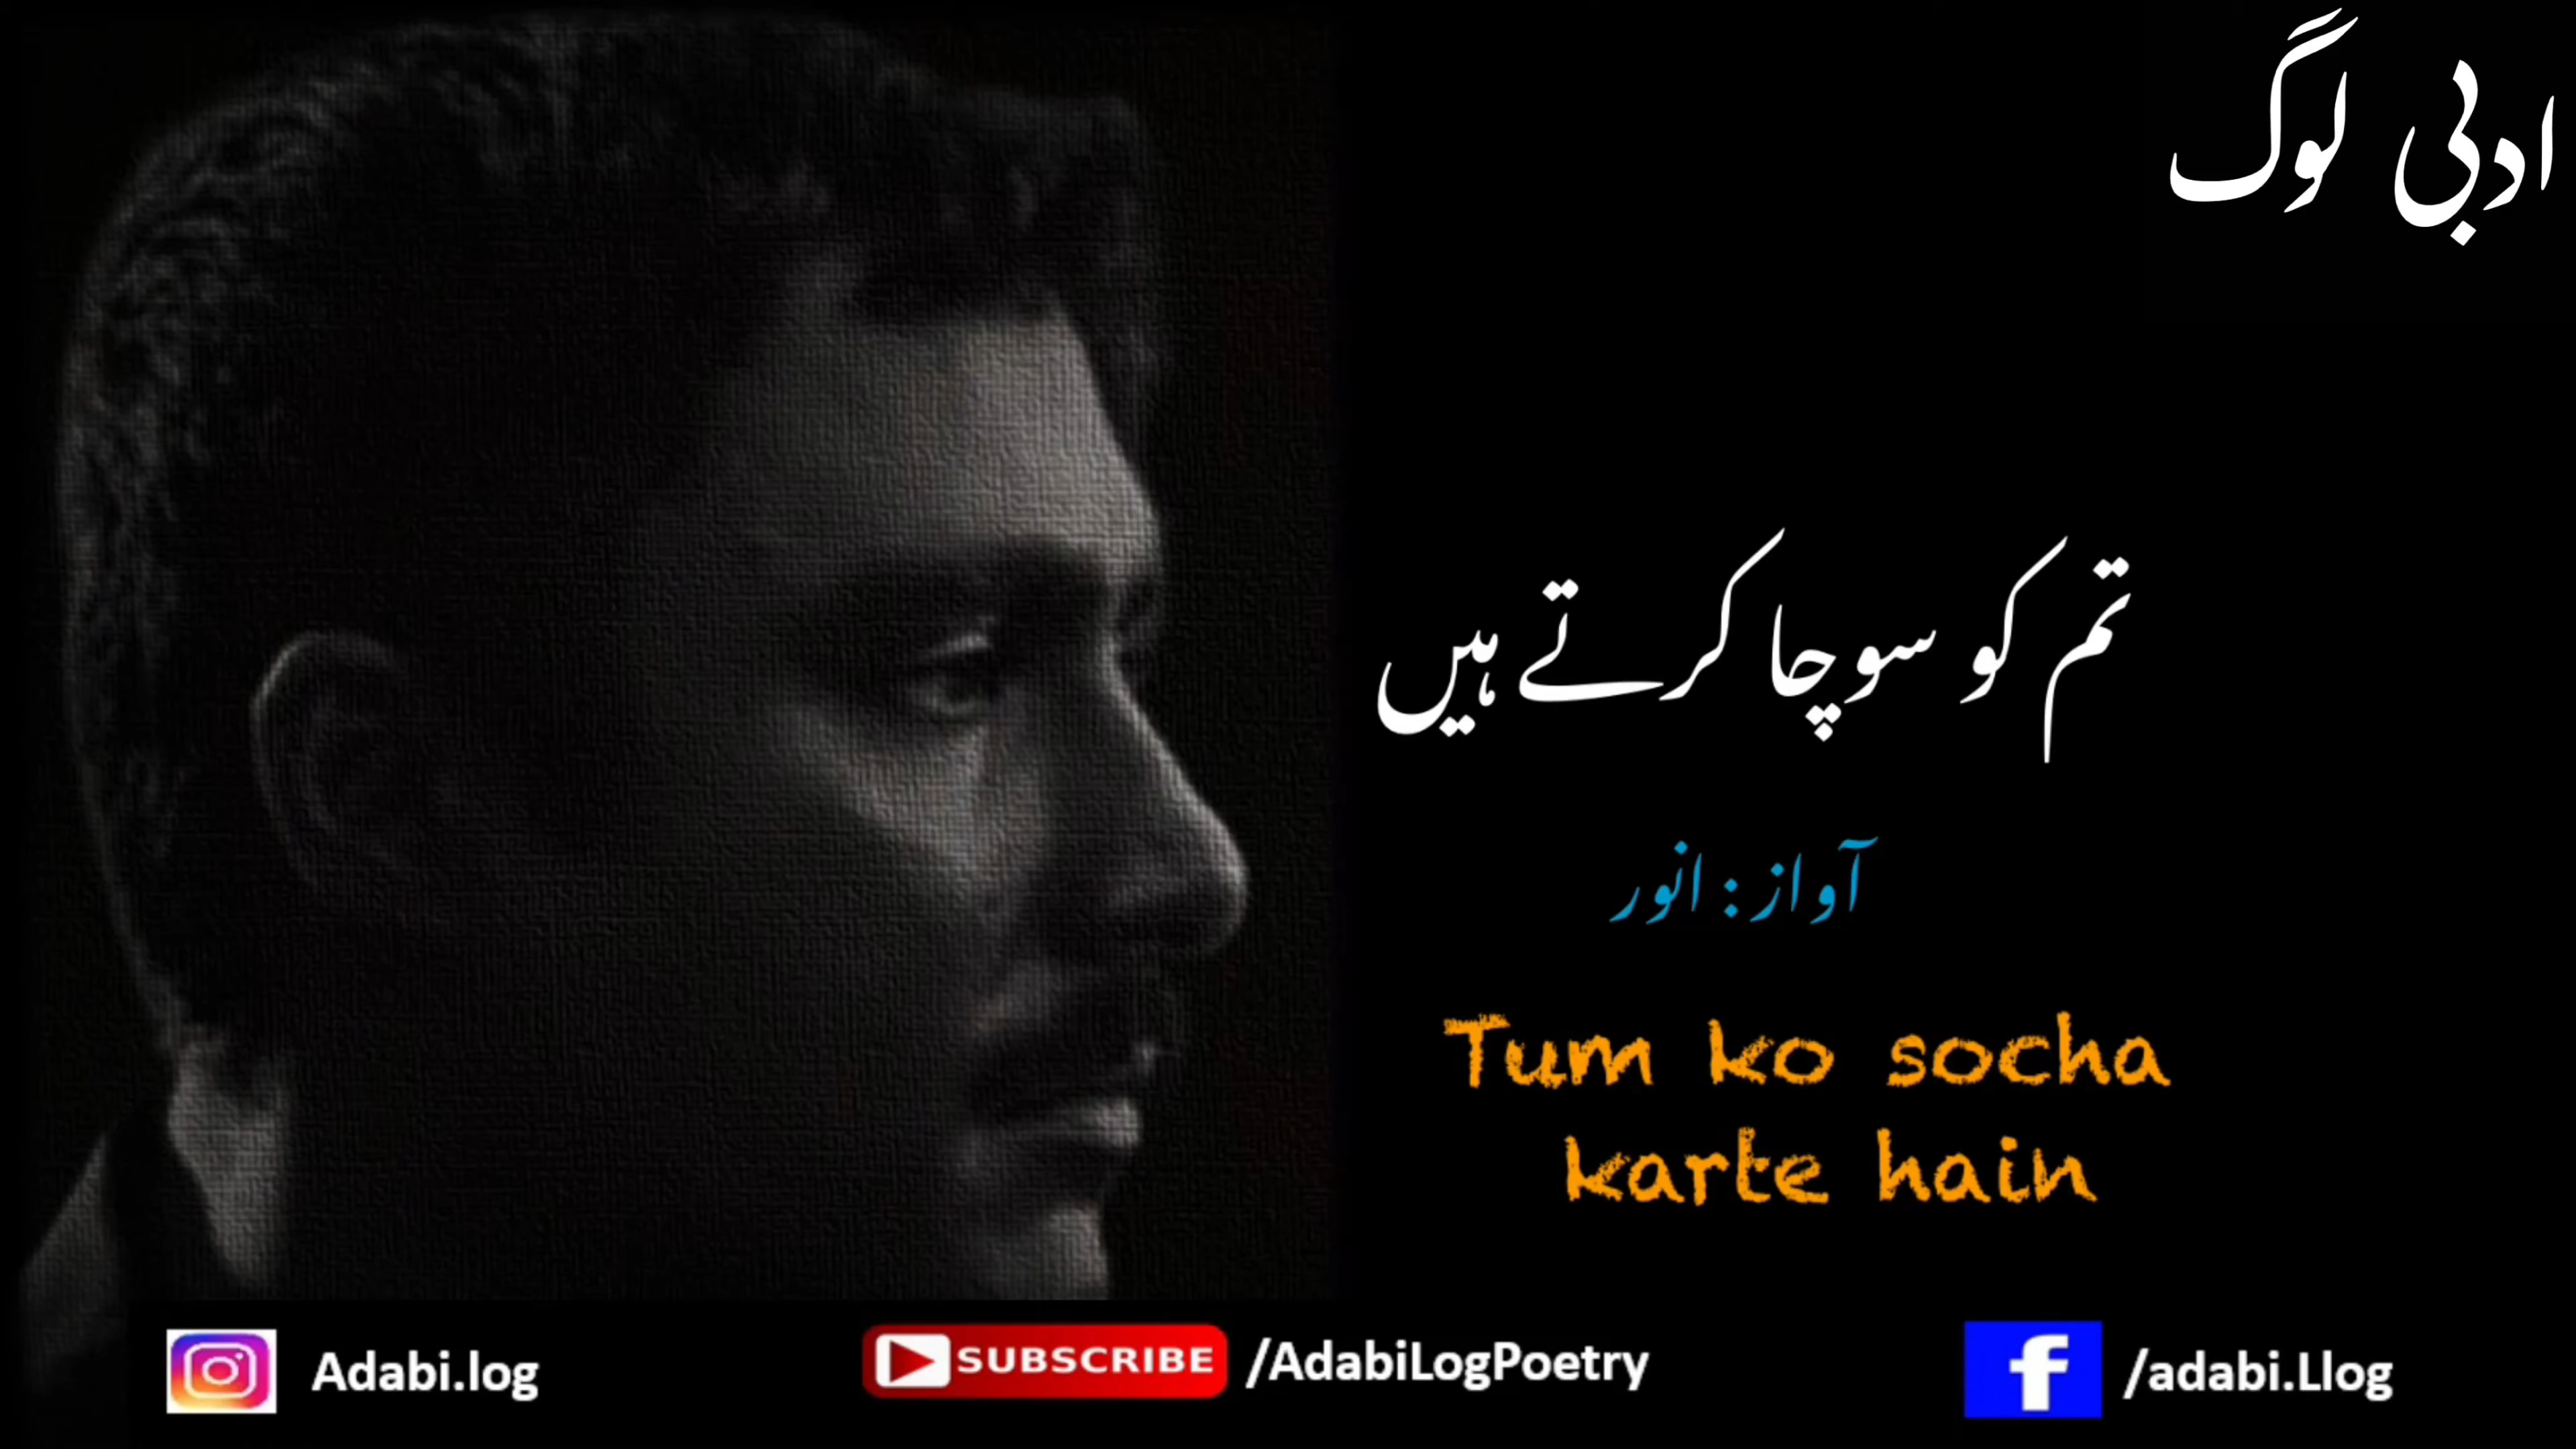 ادبی لوگ
تم کو سوچا کرتے ہیں
آواز: انور
Tum ko socha
karte hain
Adabi.log
SUBSCRIBE /AdabiLogPoetry
f /adabi.Llog